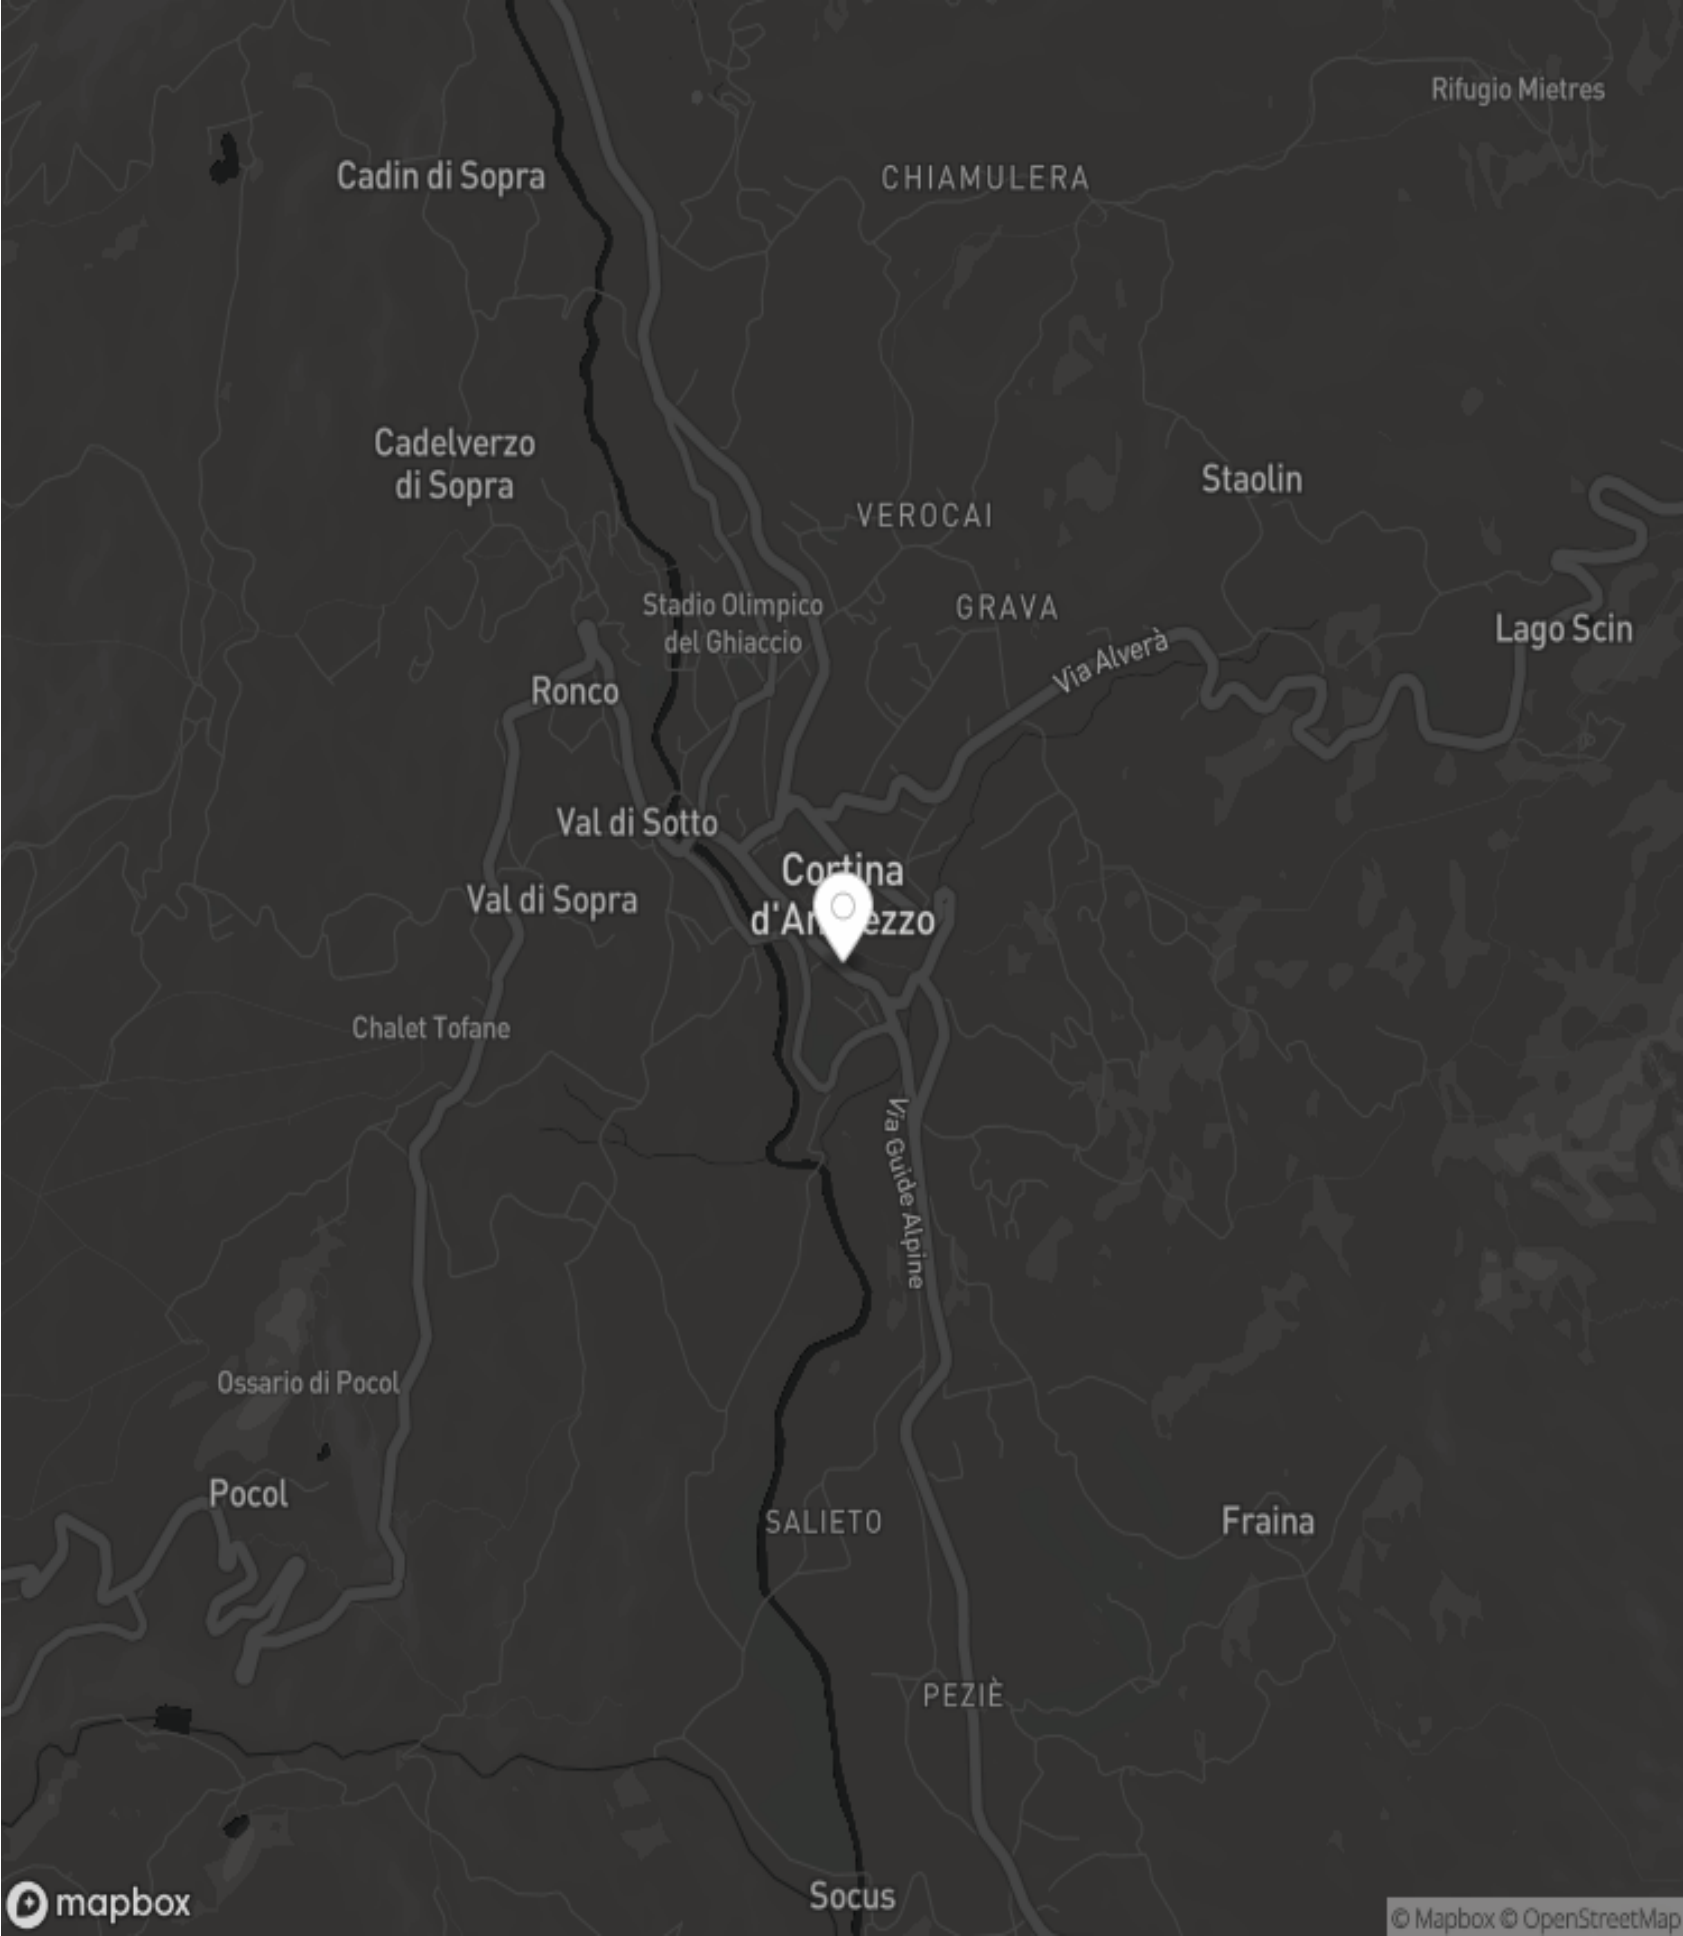 Rifugio Mietres
Cadin di Sopra
CHIAMULERA
Cadelverzo
di Sopra
Staolin
VEROCAI
Stadio Olimpico
del Ghiaccio
GRAVA
Lago Scin
Via Alverà
Ronco
Val di Sotto
Cortina
d'Am ezzo
Val di Sopra
Chalet Tofane
Via Guide Alpine
Ossario di Pocol
Pocol
SALIETO
Fraina
PEZIÈ
Socus
mapbox
© Mapbox © OpenStreetMap